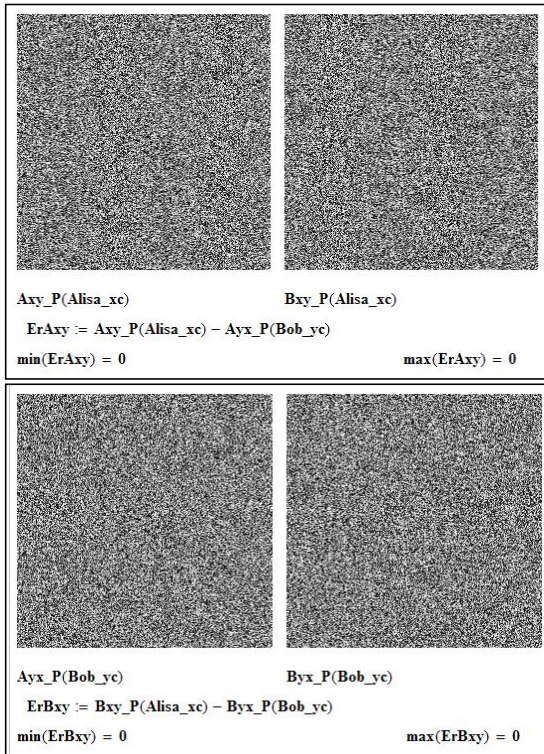 Axy_P(Alisa_xc) Bxy_P(Alisa_xc)
ErAxy := Axy_P(Alisa_xc) − Ayx_P(Bob_yc)
min(ErAxy) = 0 max(ErAxy) = 0
Ayx_P(Bob_yc) Byx_P(Bob_yc)
ErBxy := Bxy_P(Alisa_xc) − Byx_P(Bob_yc)
min(ErBxy) = 0 max(ErBxy) = 0